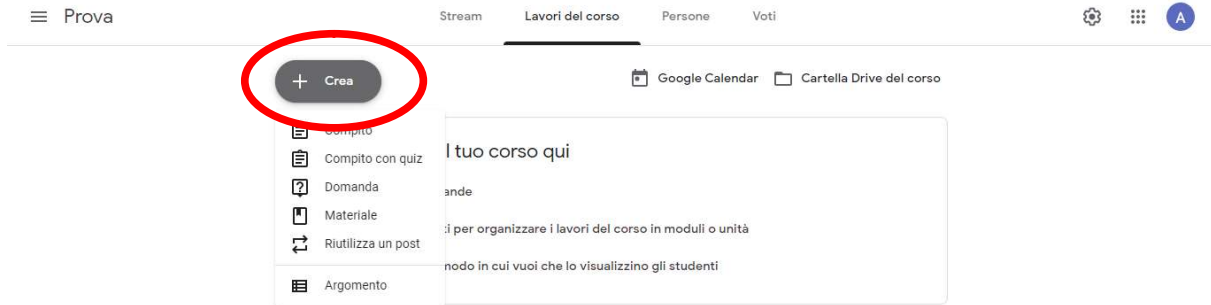 Prova
Stream Lavori del corso Persone Voti
A
Crea
Google Calendar Cartella Drive del corso
Compito
Compito con quiz
Domanda
Materiale
Riutilizza un post
Argomento
l tuo corso qui
ande
ti per organizzare i lavori del corso in moduli o unità
modo in cui vuoi che lo visualizzino gli studenti